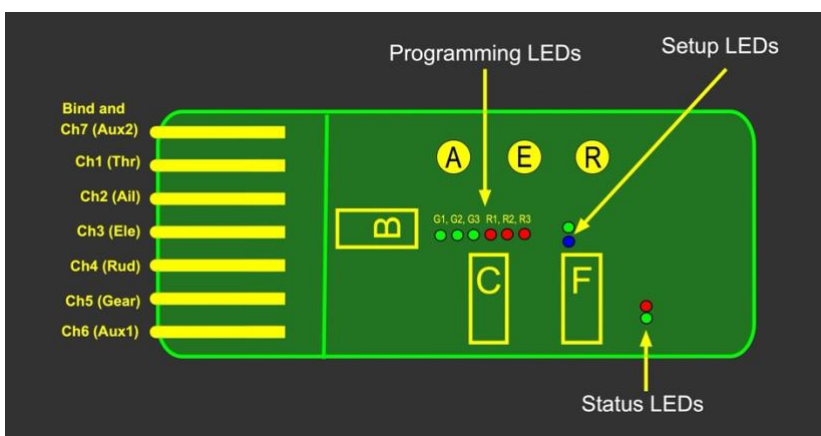 Programming LEDs
Setup LEDs
Bind and
Ch7 (Aux2)
Ch1 (Thr)
Ch2 (Ail)
Ch3 (Ele)
Ch4 (Rud)
Ch5 (Gear)
Ch6 (Aux1)
A E R
B
G1, G2, G3 R1, R2, R3
C F
Status LEDs